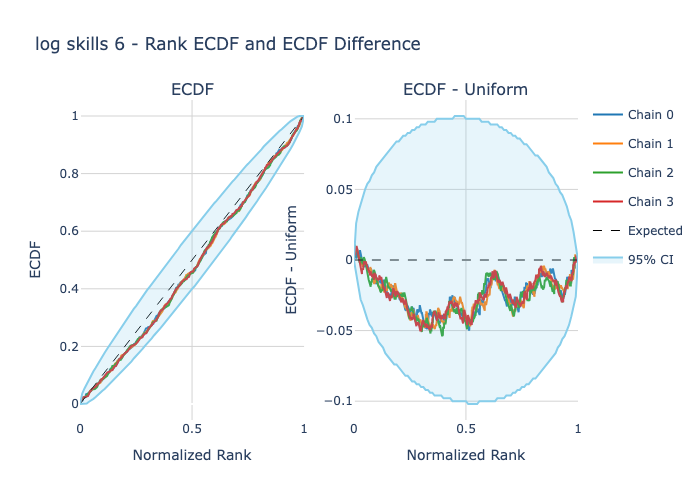 log skills 6 - Rank ECDF and ECDF Difference
ECDF
ECDF - Uniform
1
0.8
0.6
0.4
0.2
0
0
0.5
1
ECDF
Normalized Rank
0.1
0.05
0
−0.05
−0.1
0
0.5
1
ECDF - Uniform
Normalized Rank
Chain 0
Chain 1
Chain 2
Chain 3
Expected
95% CI